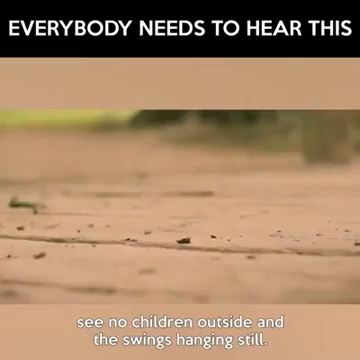 EVERYBODY NEEDS TO HEAR THIS
see no children outside and
the swings hanging still.